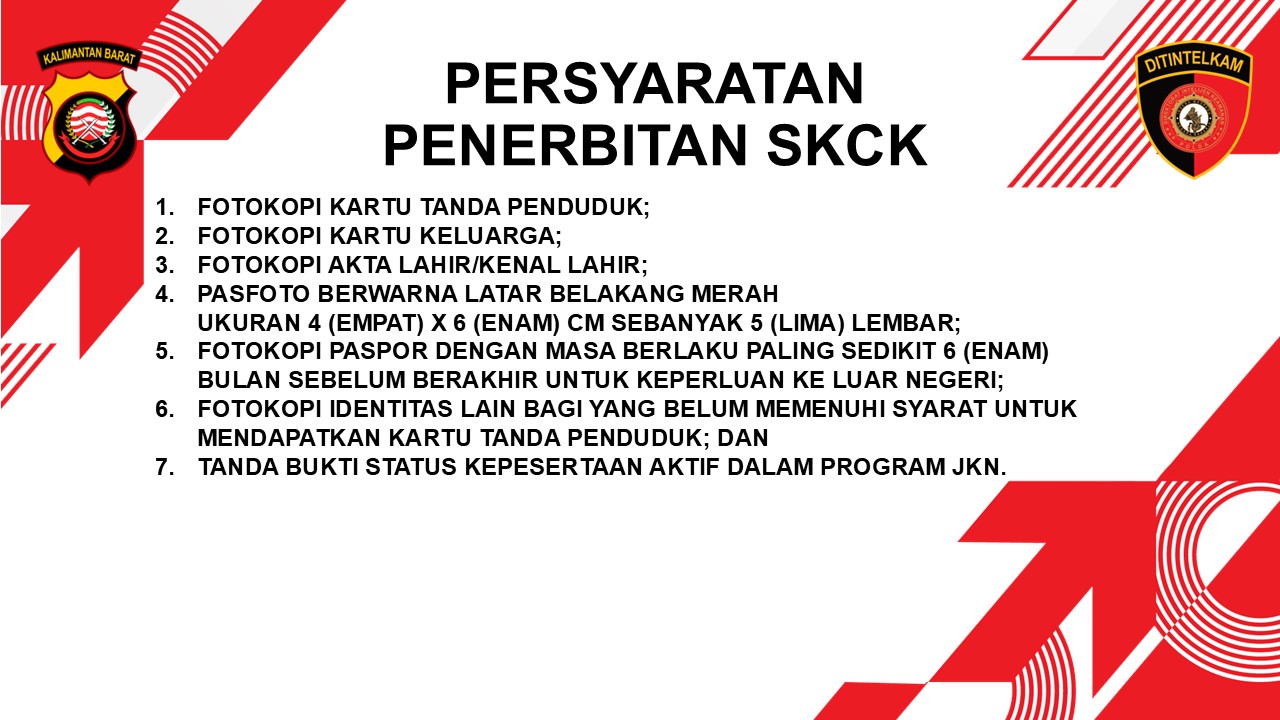 KALIMANTAN BARAT
DITINTELKAM
PERSYARATAN
PENERBITAN SKCK
1. FOTOKOPI KARTU TANDA PENDUDUK;
2. FOTOKOPI KARTU KELUARGA;
3. FOTOKOPI AKTA LAHIR/KENAL LAHIR;
4. PASFOTO BERWARNA LATAR BELAKANG MERAH
UKURAN 4 (EMPAT) X 6 (ENAM) CM SEBANYAK 5 (LIMA) LEMBAR;
5. FOTOKOPI PASPOR DENGAN MASA BERLAKU PALING SEDIKIT 6 (ENAM)
BULAN SEBELUM BERAKHIR UNTUK KEPERLUAN KE LUAR NEGERI;
6. FOTOKOPI IDENTITAS LAIN BAGI YANG BELUM MEMENUHI SYARAT UNTUK
MENDAPATKAN KARTU TANDA PENDUDUK; DAN
7. TANDA BUKTI STATUS KEPESERTAAN AKTIF DALAM PROGRAM JKN.